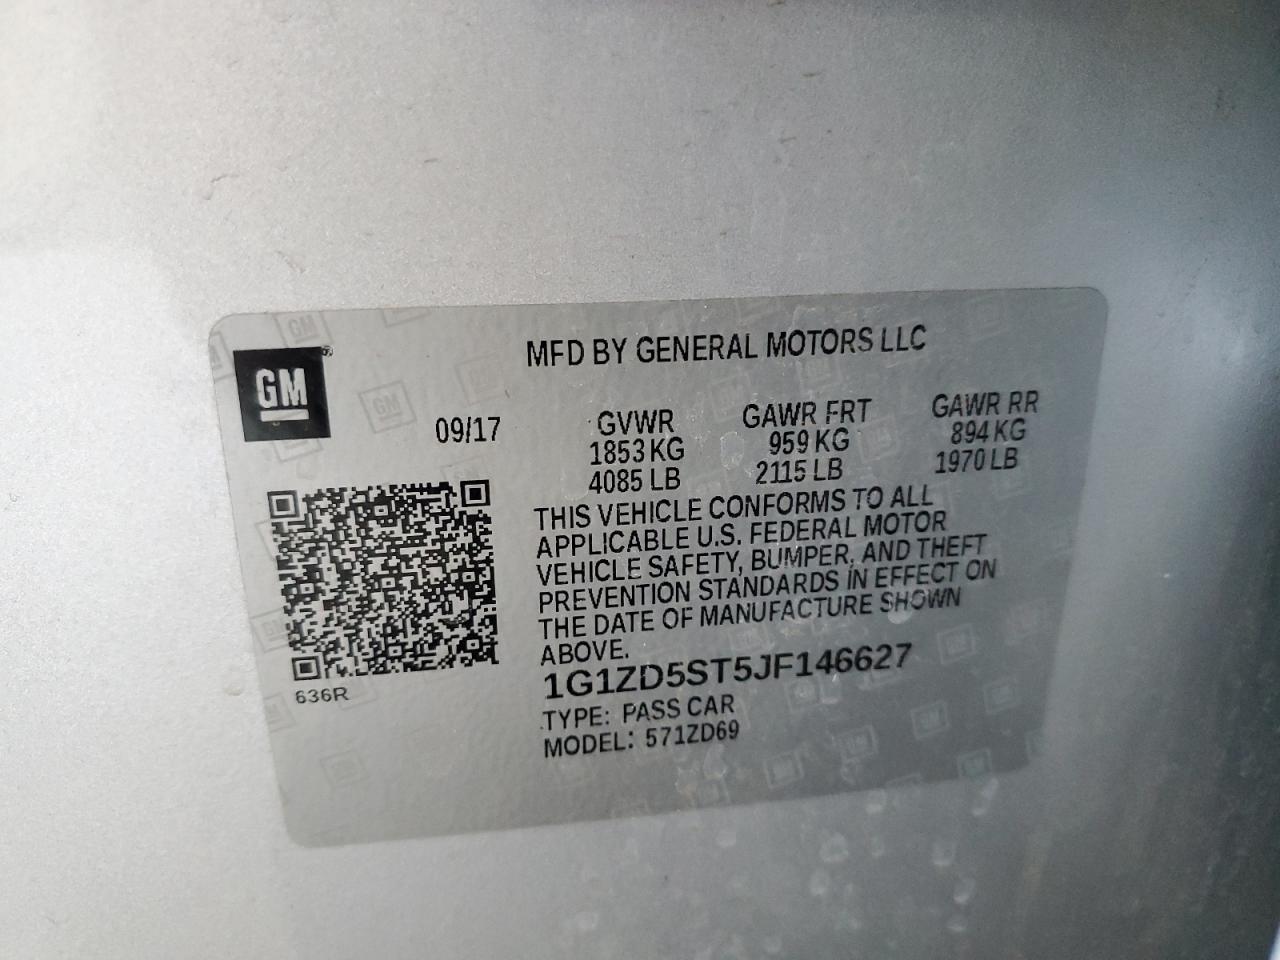 MFD BY GENERAL MOTORS LLC
GM
09/17
GVWR GAWR FRT GAWR RR
1853 KG 959 KG 894 KG
4085 LB 2115 LB 1970 LB
THIS VEHICLE CONFORMS TO ALL
APPLICABLE U.S. FEDERAL MOTOR
VEHICLE SAFETY, BUMPER, AND THEFT
PREVENTION STANDARDS IN EFFECT ON
THE DATE OF MANUFACTURE SHOWN
ABOVE.
1G1ZD5ST5JF146627
636R
TYPE: PASS CAR
MODEL: 571ZD69